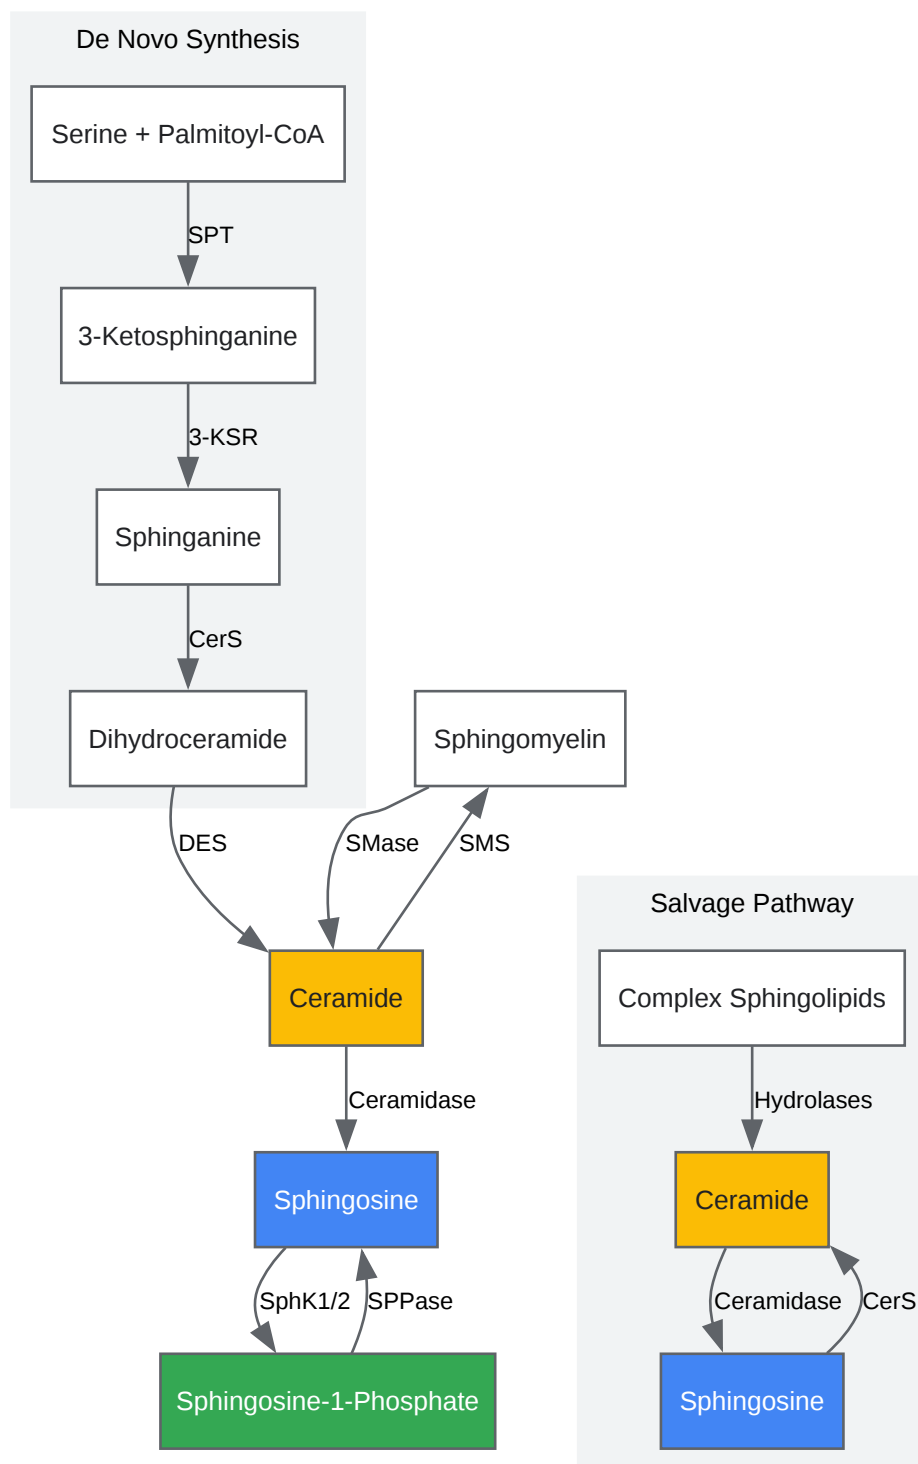 De Novo Synthesis
Serine + Palmitoyl-CoA
SPT
3-Ketosphinganine
3-KSR
Sphinganine
CerS
Dihydroceramide
Sphingomyelin
DES
SMase
SMS
Ceramide
Ceramidase
Sphingosine
SphK1/2
SPPase
Sphingosine-1-Phosphate
Salvage Pathway
Complex Sphingolipids
Hydrolases
Ceramide
Ceramidase
CerS
Sphingosine